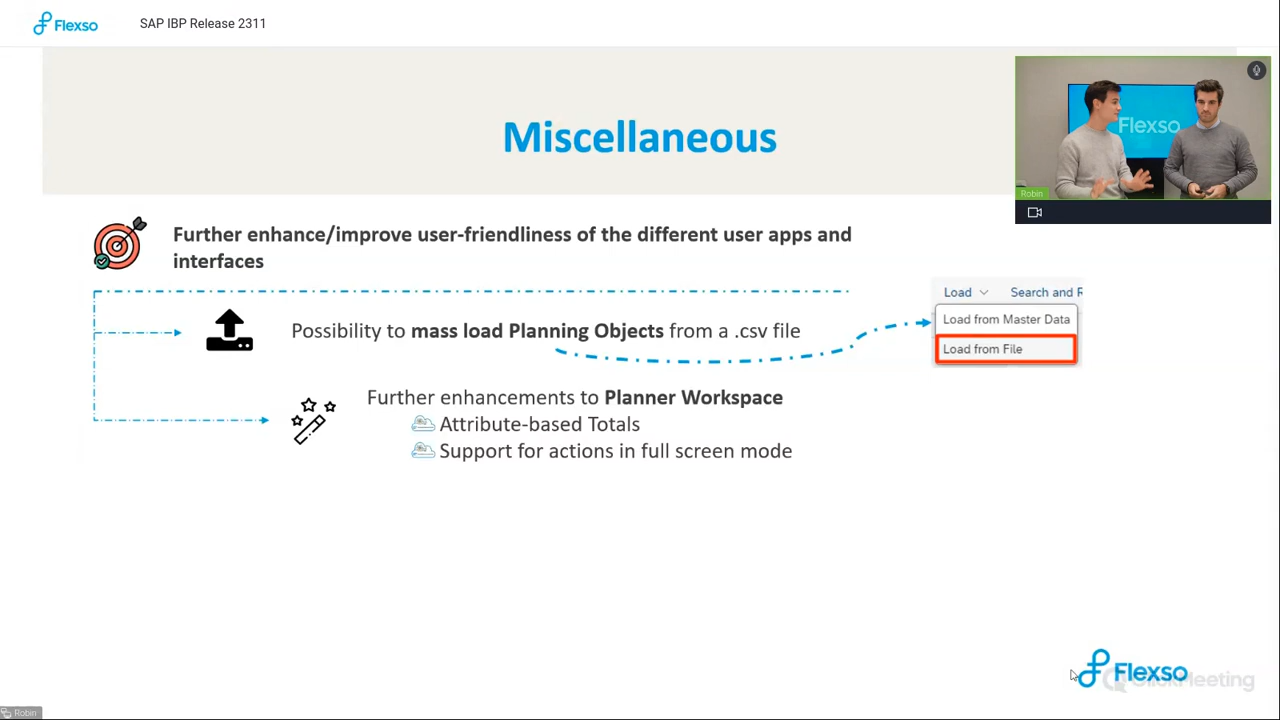 Flexso
SAP IBP Release 2311
Miscellaneous
Flexso
Robin
Further enhance/improve user-friendliness of the different user apps and
interfaces
Load
Search and R
Load from Master Data
Load from File
Possibility to mass load Planning Objects from a .csv file
Further enhancements to Planner Workspace
Attribute-based Totals
Support for actions in full screen mode
Flexso
ClickMeeting
Robin